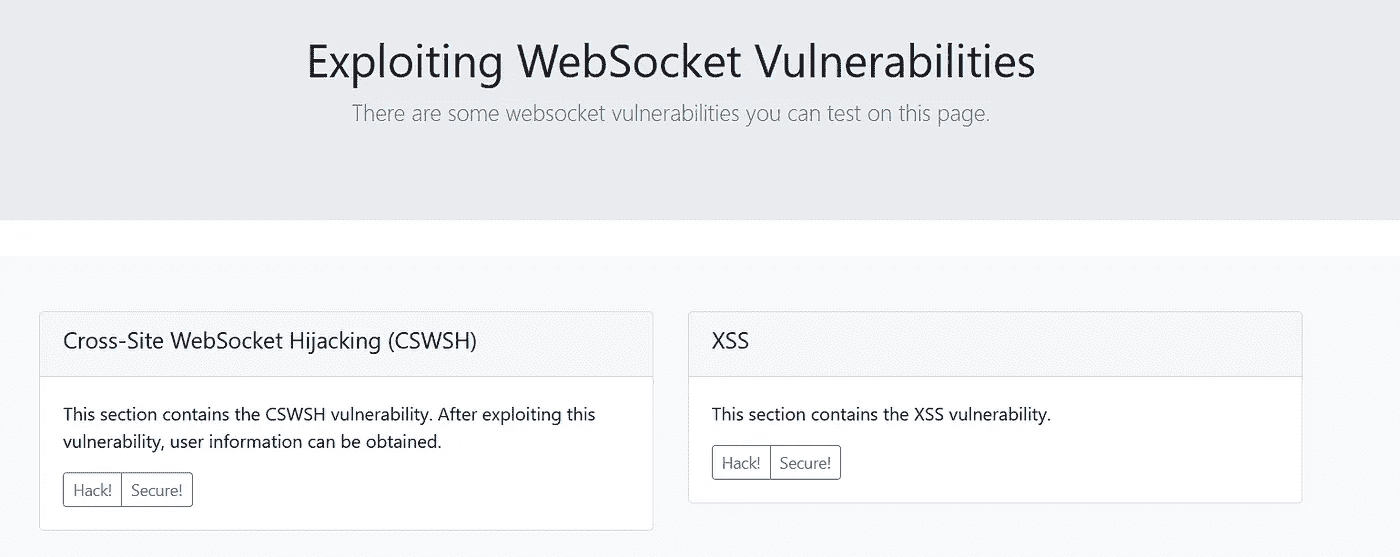 Exploiting WebSocket Vulnerabilities
There are some websocket vulnerabilities you can test on this page.
Cross-Site WebSocket Hijacking (CSWSH)
This section contains the CSWSH vulnerability. After exploiting this
vulnerability, user information can be obtained.
Hack! Secure!
XSS
This section contains the XSS vulnerability.
Hack! Secure!